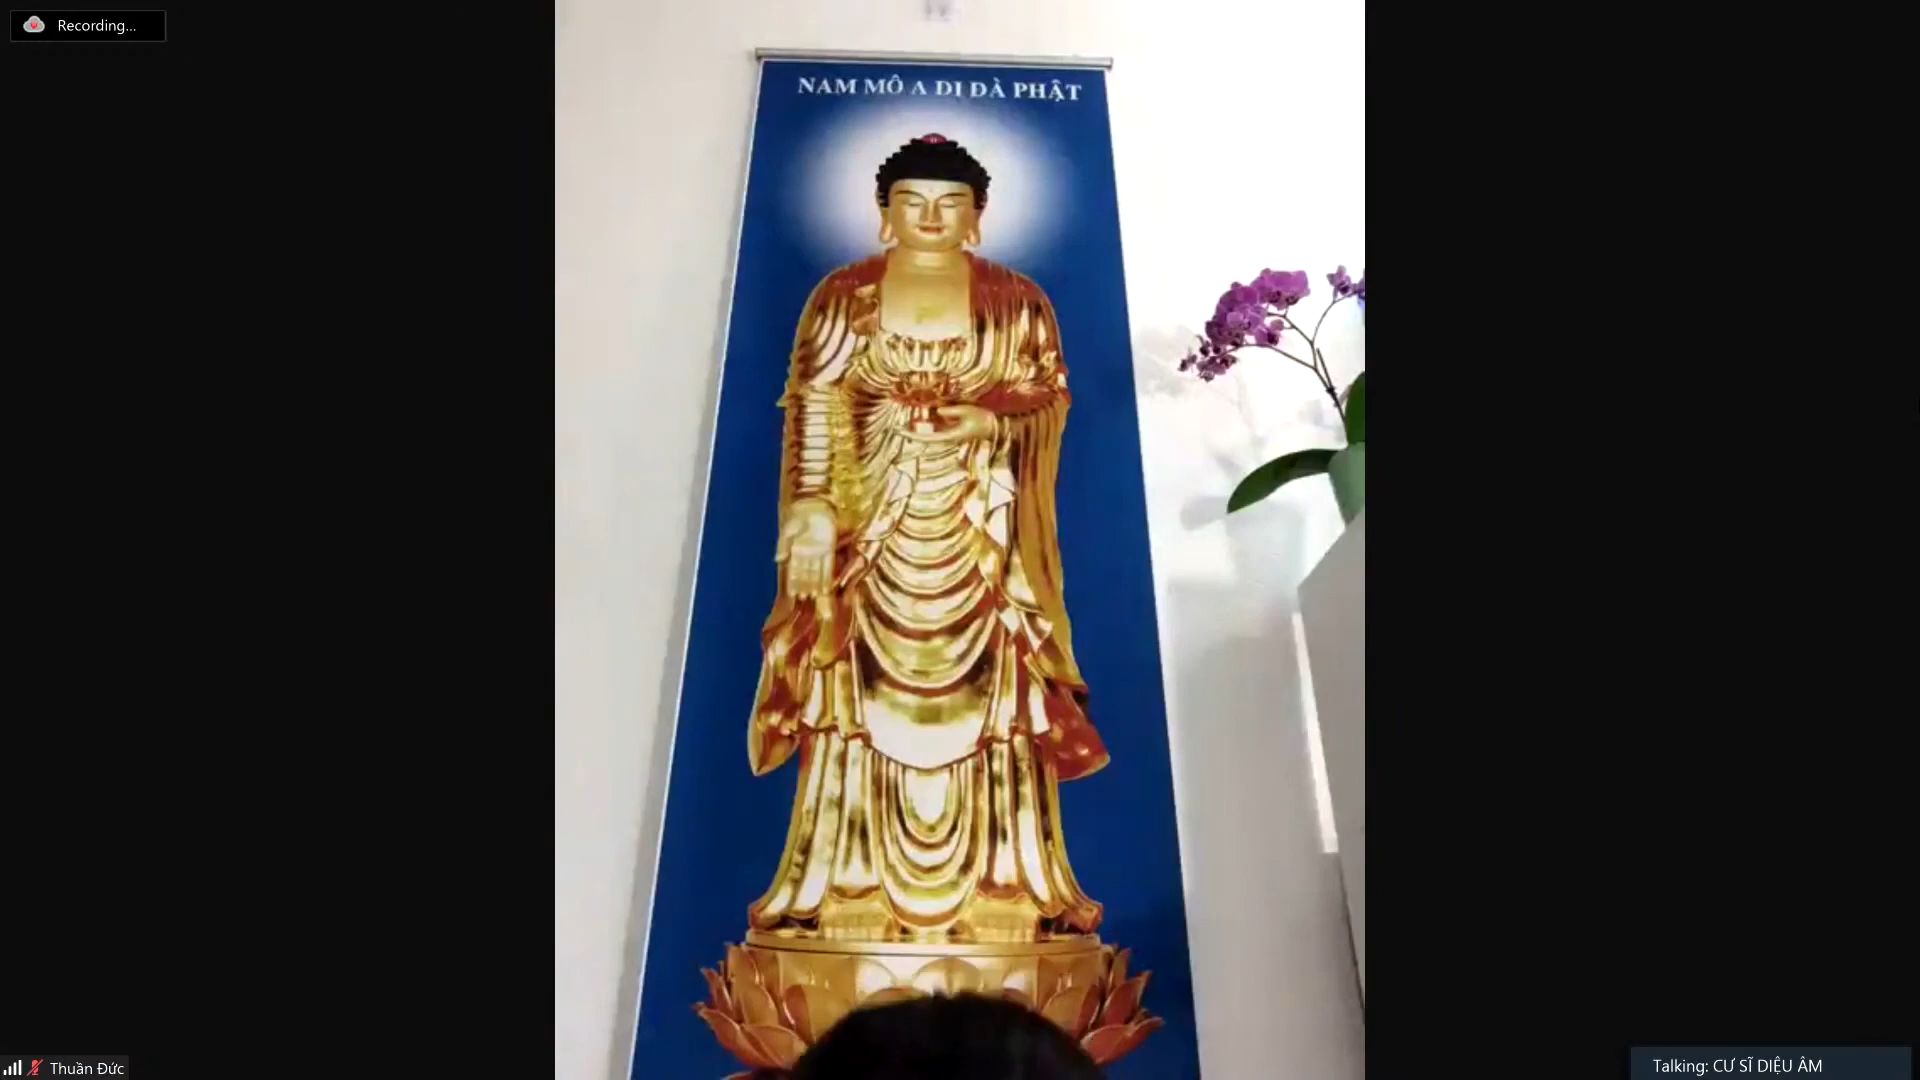 Recording...
NAM MÔ A DI ĐÀ PHẬT
Thuần Đức
Talking: CƯ SĨ DIỆU ÂM